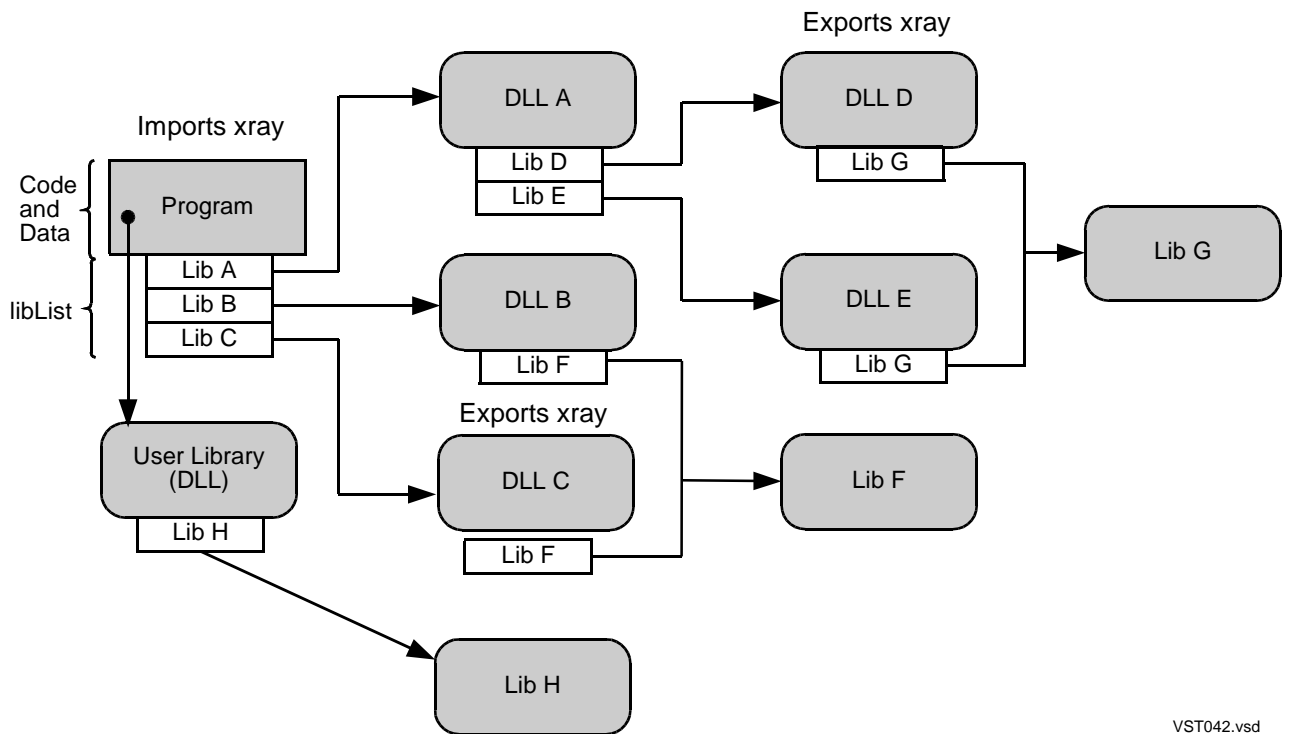 Exports xray
DLL A
DLL D
Imports xray
Lib D
Lib G
Code
and
Data
Program
Lib E
Lib G
Lib A
DLL B
DLL E
Lib B
libList
Lib C
Lib F
Lib G
Exports xray
User Library
(DLL)
DLL C
Lib F
Lib H
Lib F
Lib H
VST042.vsd